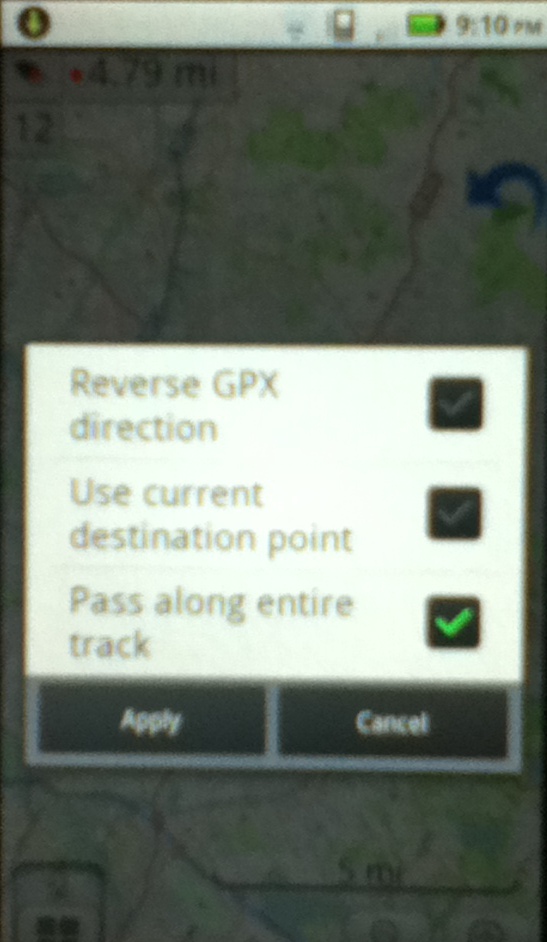 9:10 PM
4.79 mi
12
Reverse GPX
direction
Use current
destination point
Pass along entire
track
Apply Cancel
5 mi